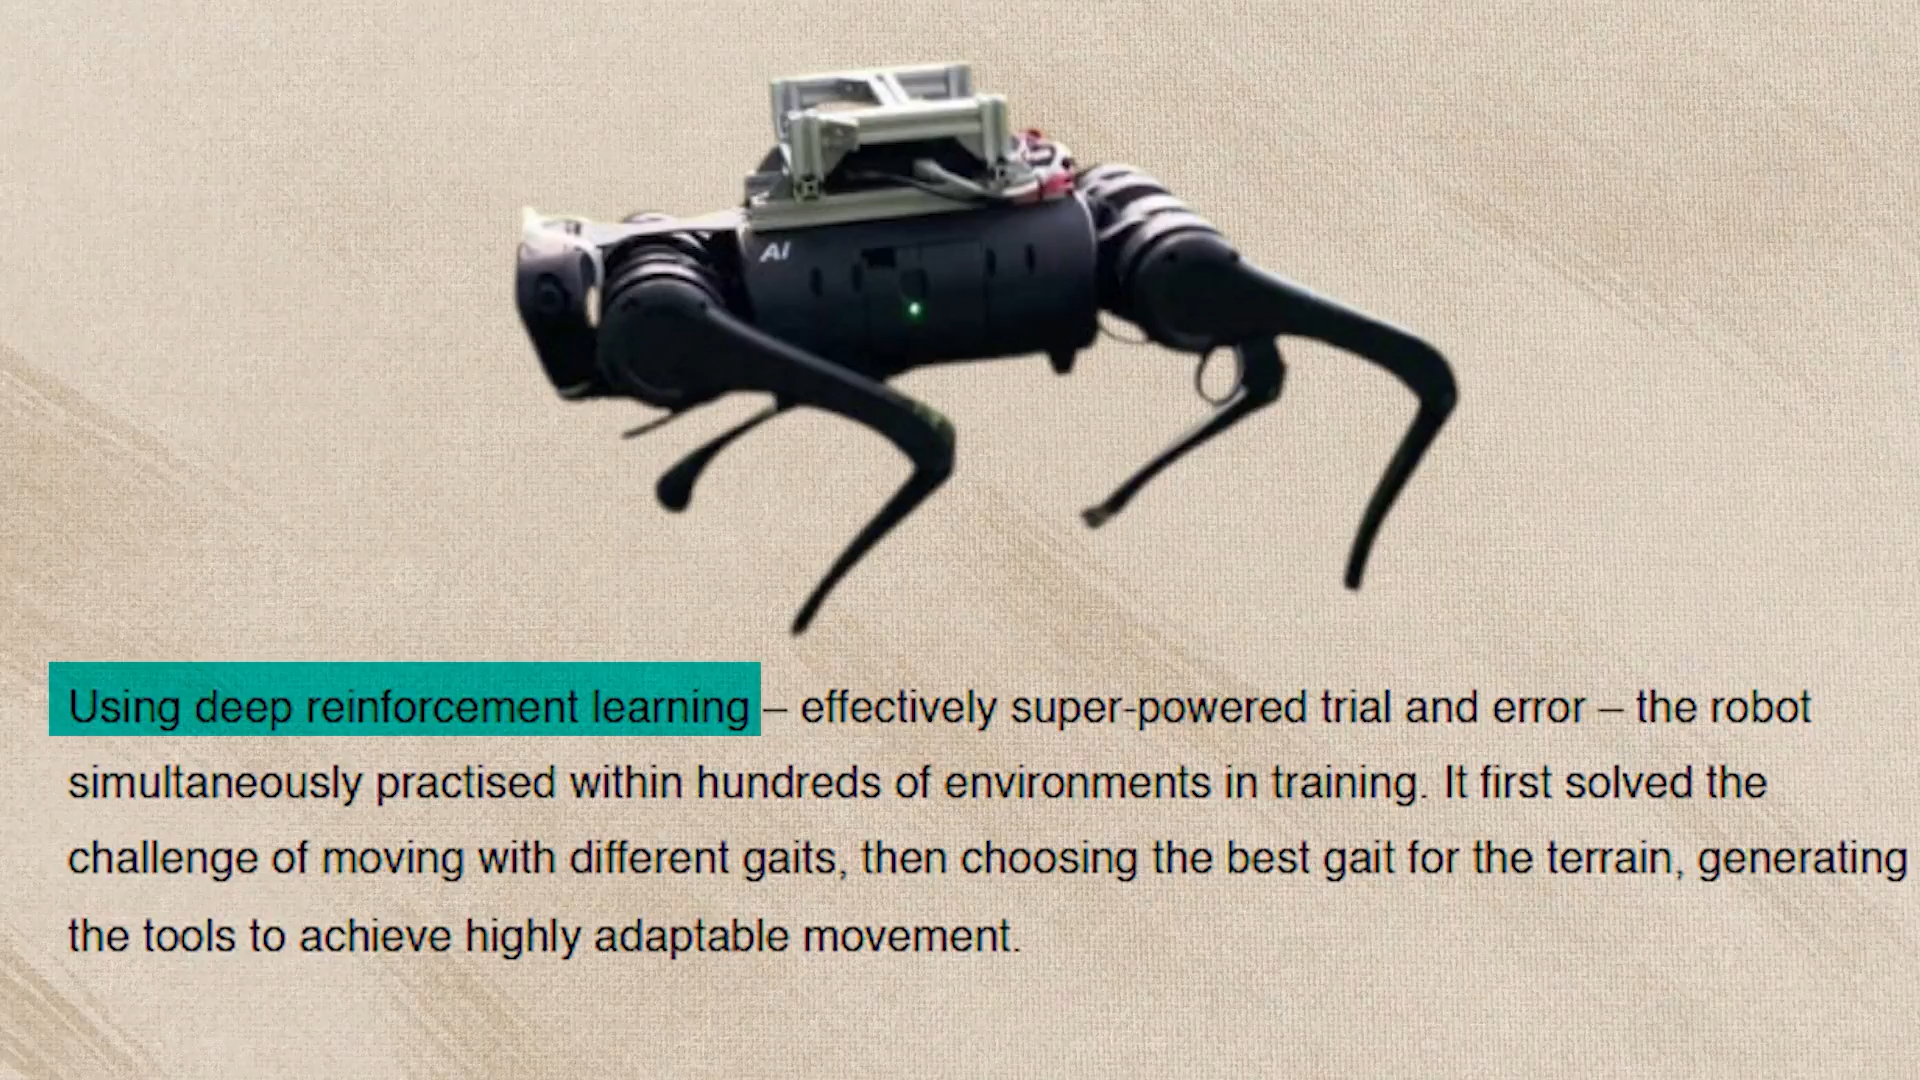 AI
Using deep reinforcement learning – effectively super-powered trial and error – the robot
simultaneously practised within hundreds of environments in training. It first solved the
challenge of moving with different gaits, then choosing the best gait for the terrain, generating
the tools to achieve highly adaptable movement.